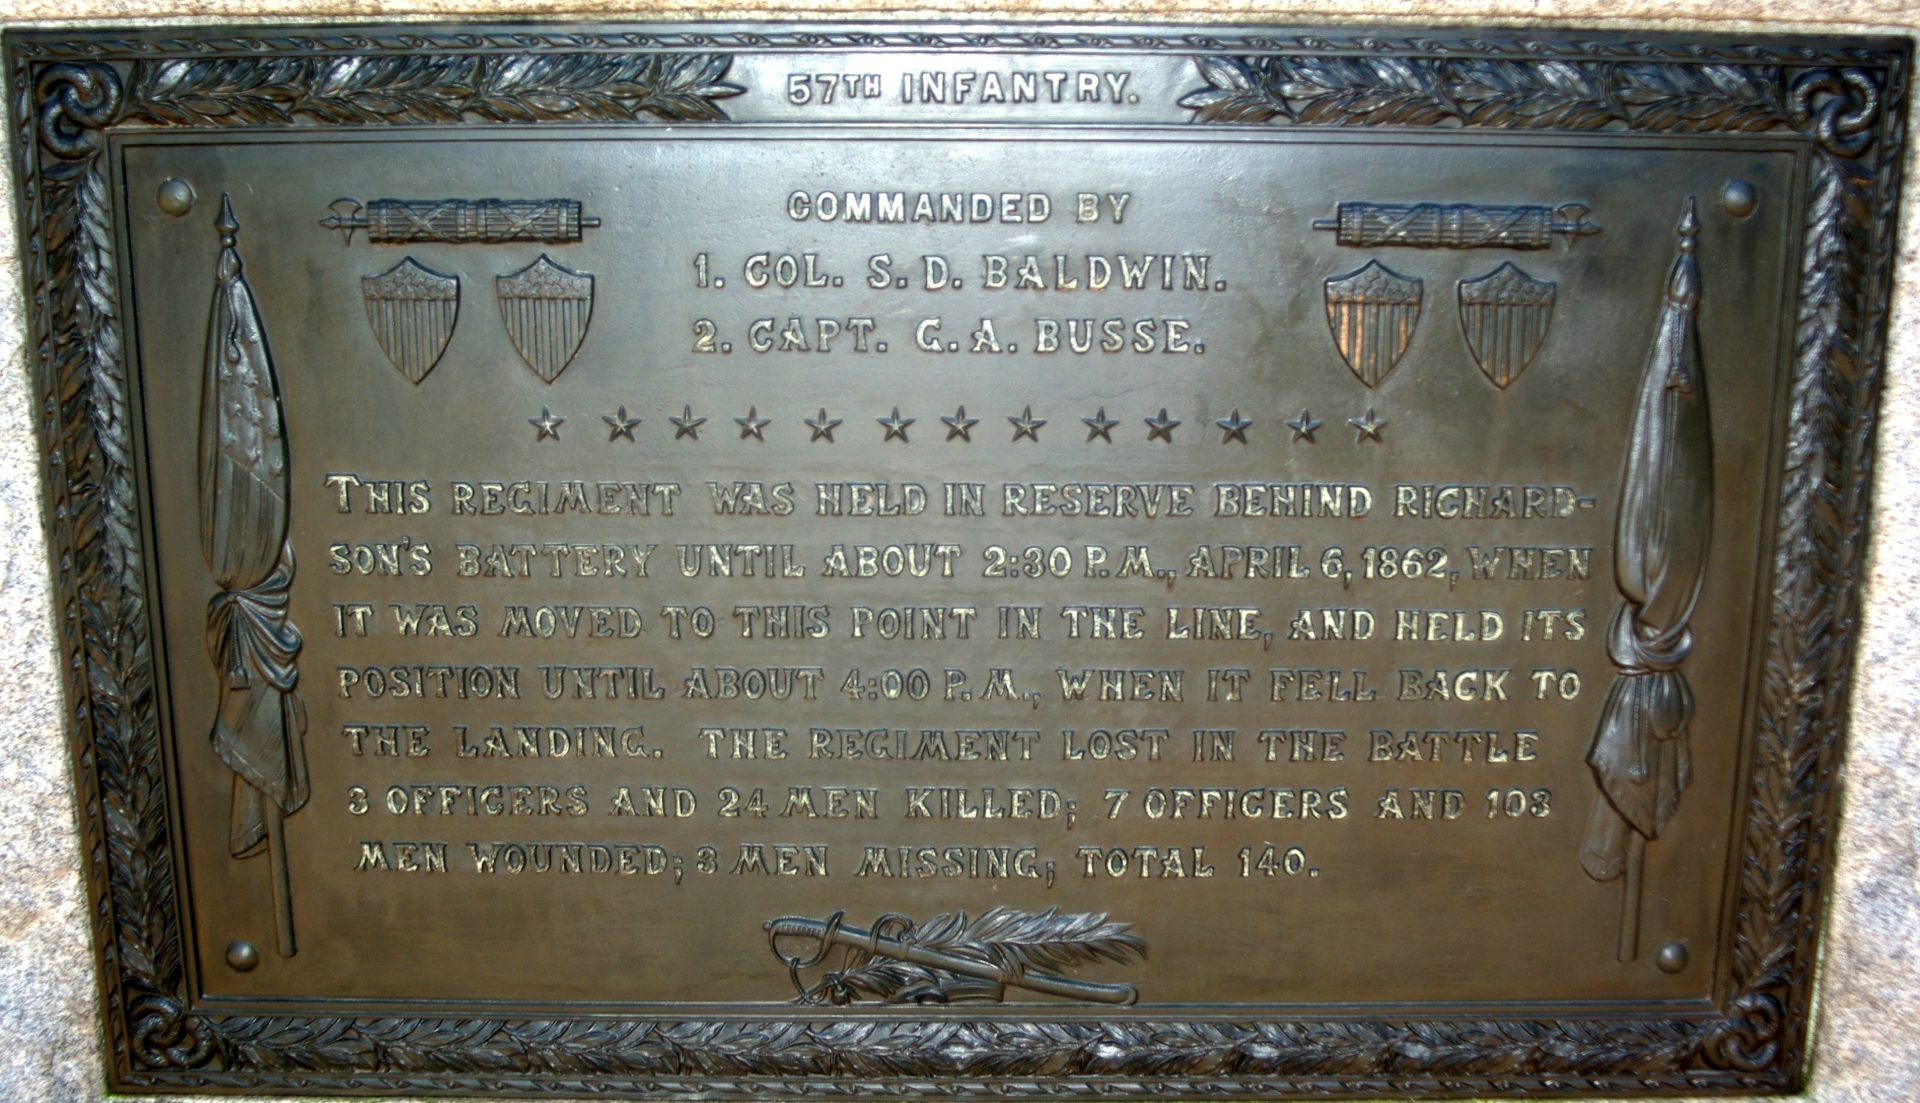 57TH INFANTRY.
COMMANDED BY
1. COL. S. D. BALDWIN.
2. CAPT. G. A. BUSSE.
THIS REGIMENT WAS HELD IN RESERVE BEHIND RICHARD-
SON'S BATTERY UNTIL ABOUT 2:30 P. M., APRIL 6, 1862, WHEN
IT WAS MOVED TO THIS POINT IN THE LINE, AND HELD ITS
POSITION UNTIL ABOUT 4:00 P. M., WHEN IT FELL BACK TO
THE LANDING. THE REGIMENT LOST IN THE BATTLE
3 OFFICERS AND 24 MEN KILLED; 7 OFFICERS AND 103
MEN WOUNDED; 3 MEN MISSING; TOTAL 140.